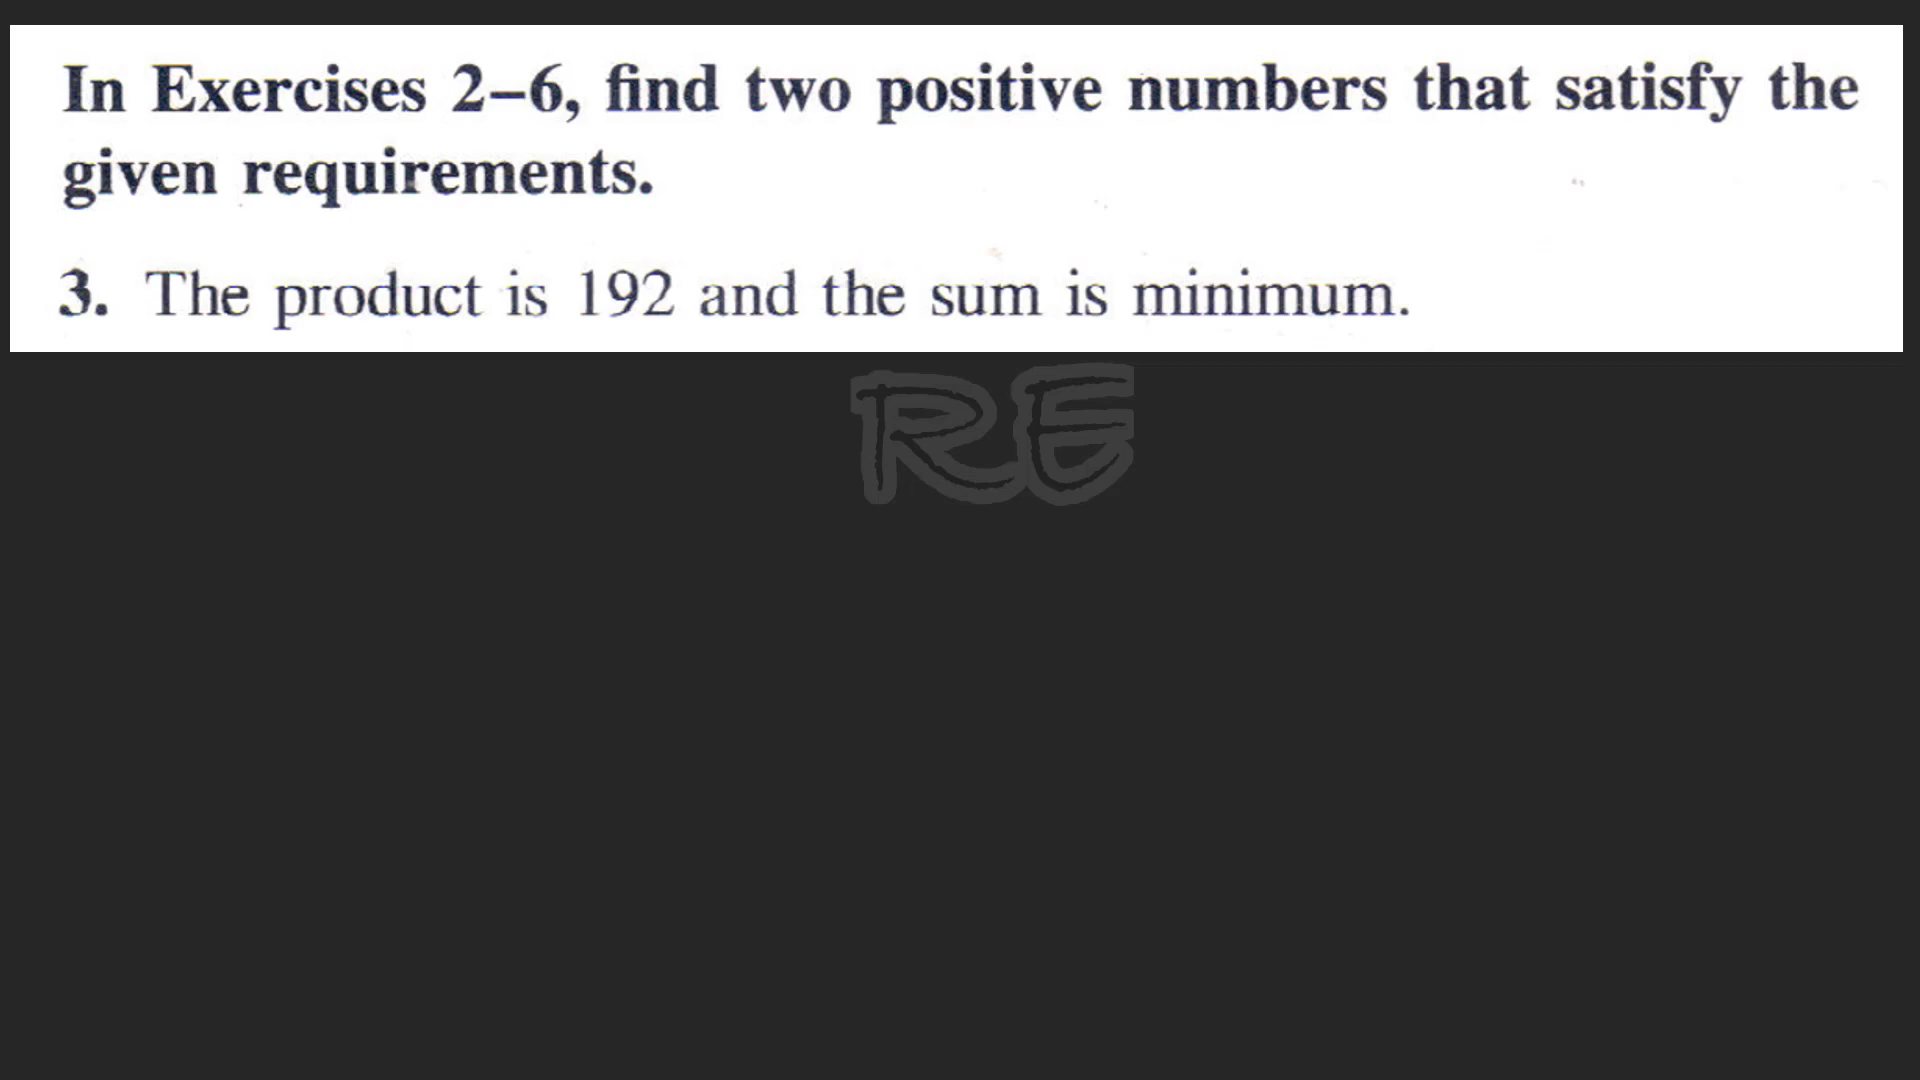 In Exercises 2–6, find two positive numbers that satisfy the
given requirements.
3. The product is 192 and the sum is minimum.
RE